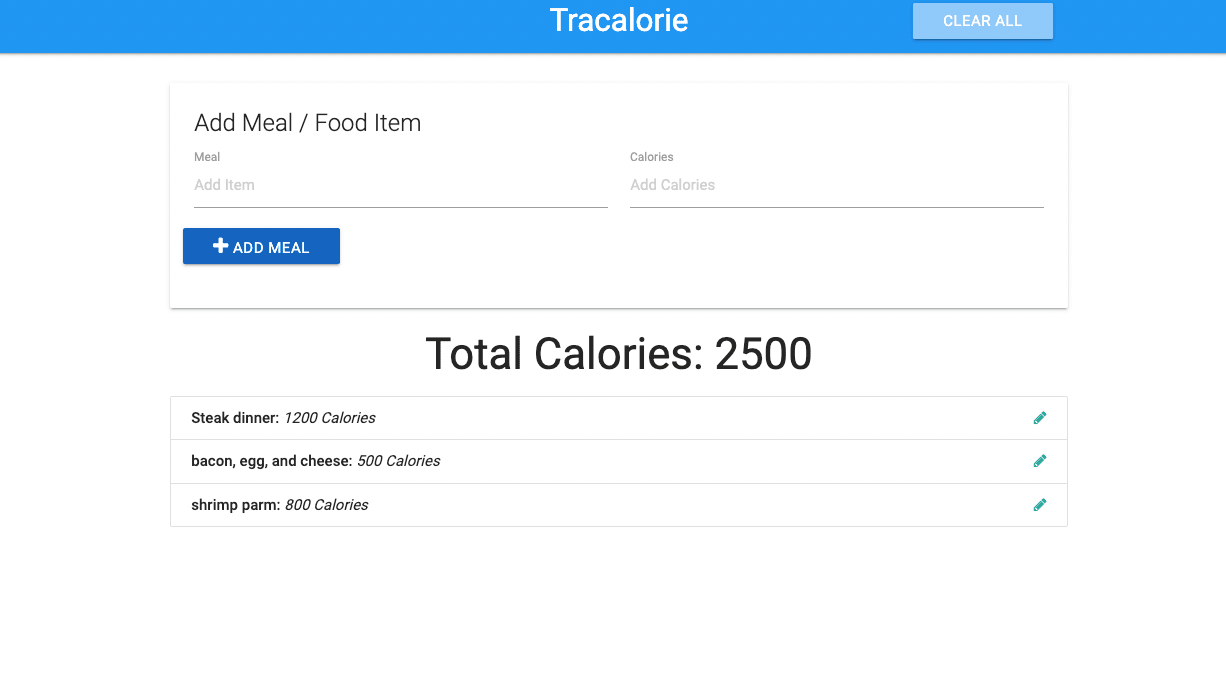 Tracalorie
CLEAR ALL
Add Meal / Food Item
Meal
Calories
Add Item
Add Calories
ADD MEAL
Total Calories: 2500
Steak dinner: 1200 Calories
bacon, egg, and cheese: 500 Calories
shrimp parm: 800 Calories